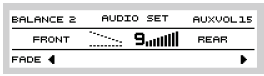 BALANCE 2 AUDIO SET AUXVOL15
FRONT 9 REAR
FADE